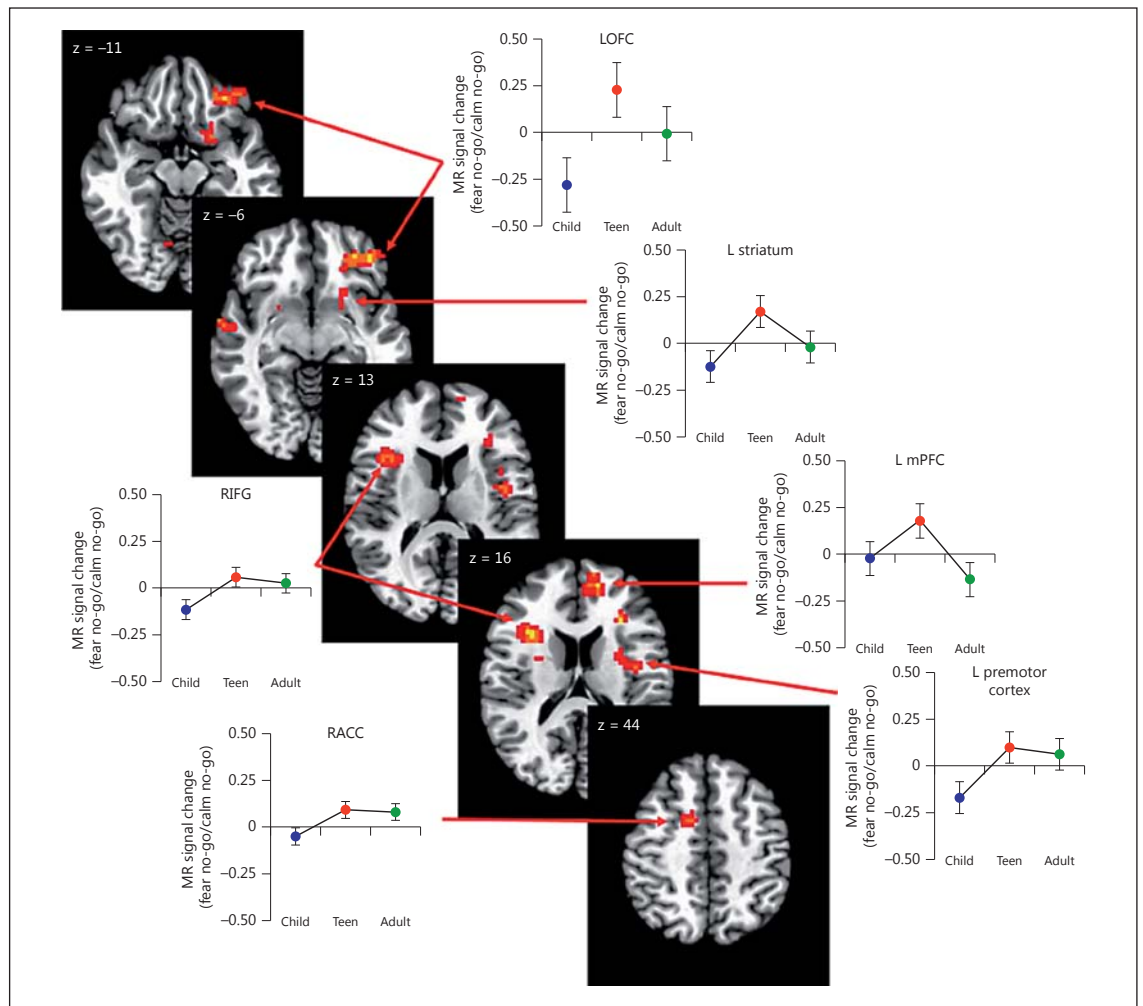 z = –11
LOFC
0.50
0.25
0
–0.25
–0.50
MR signal change
(fear no-go/calm no-go)
Child Teen Adult
z = –6
L striatum
0.50
0.25
0
–0.25
–0.50
MR signal change
(fear no-go/calm no-go)
Child Teen Adult
z = 13
L mPFC
0.50
0.25
0
–0.25
–0.50
MR signal change
(fear no-go/calm no-go)
Child Teen Adult
RIFG
0.50
0.25
0
–0.25
–0.50
MR signal change
(fear no-go/calm no-go)
Child Teen Adult
z = 16
L premotor
cortex
0.50
0.25
0
–0.25
–0.50
MR signal change
(fear no-go/calm no-go)
Child Teen Adult
RACC
0.50
0.25
0
–0.25
–0.50
MR signal change
(fear no-go/calm no-go)
Child Teen Adult
z = 44